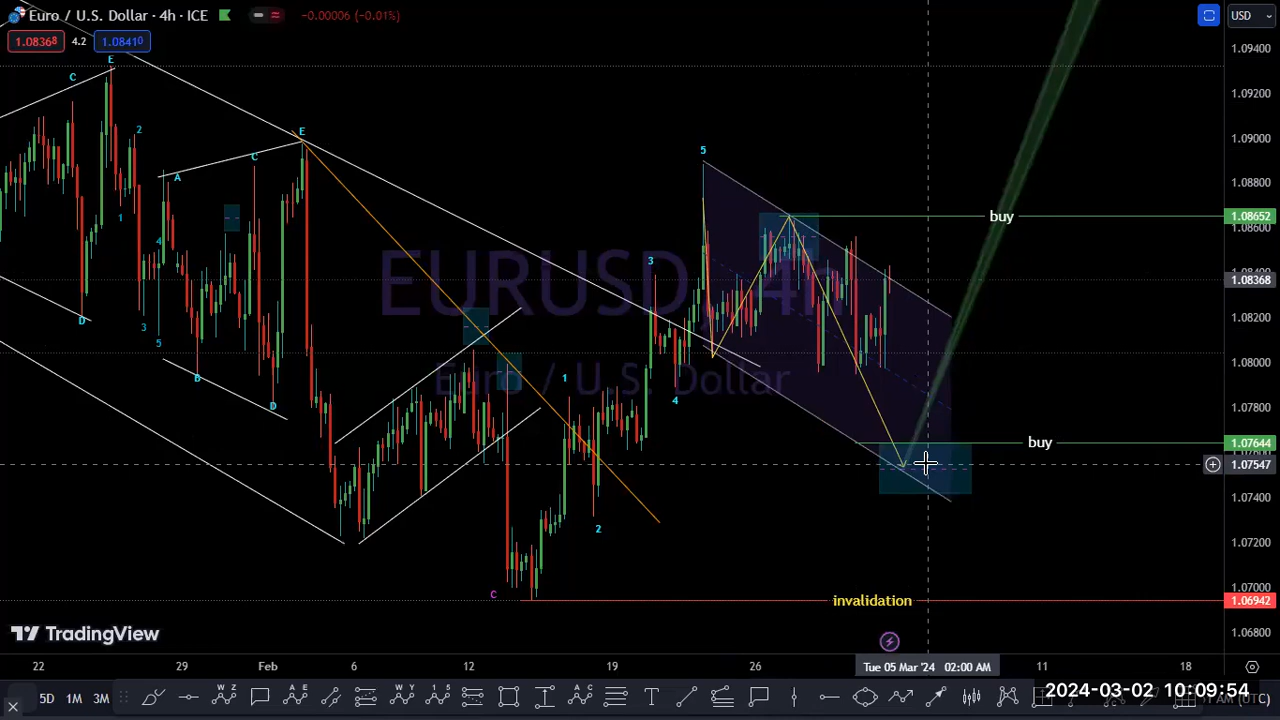 Euro / U.S. Dollar · 4h · ICE
-0.00006 (-0.01%)
USD
1.08368
4.2
1.08410
1.09400
1.09200
1.09000
1.08800
1.08652
1.08600
1.08368
1.08200
1.08000
1.07800
1.07644
1.07547
1.07400
1.07200
1.07000
1.06942
1.06800
EURUSD, 4h
Euro / U.S. Dollar
C
E
2
1
D
A
4
3
5
B
C
E
D
C
1
2
3
4
5
buy
buy
invalidation
TradingView
22
29
Feb
6
12
19
26
Tue 05 Mar '24 02:00 AM
11
18
5D
1M
3M
W Z
A E
W Y
1 5
A C
T
2024-03-02 10:09:54